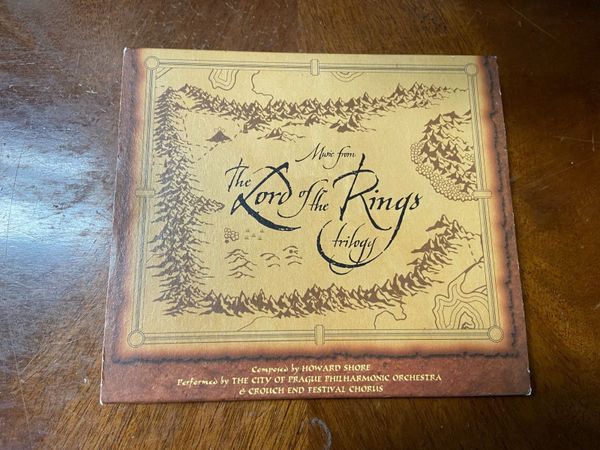 Music from
The Lord of the Rings
trilogy
Composed by HOWARD SHORE
Performed by THE CITY OF PRAGUE PHILHARMONIC ORCHESTRA
& CROUCH END FESTIVAL CHORUS